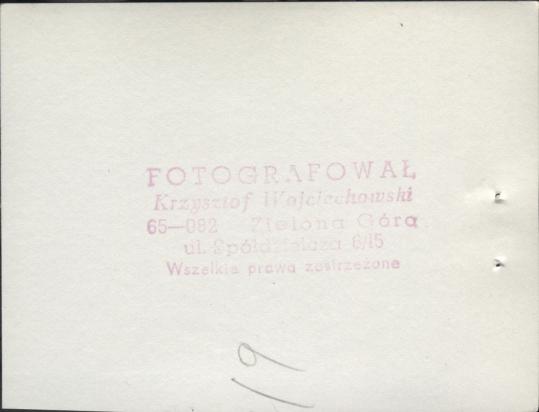 FOTOGRAFOWAŁ
Krzysztof Wojciechowski
65—082 Zielona Góra
ul. Spółdzielcza 6/15
Wszelkie prawa zastrzeżone
19